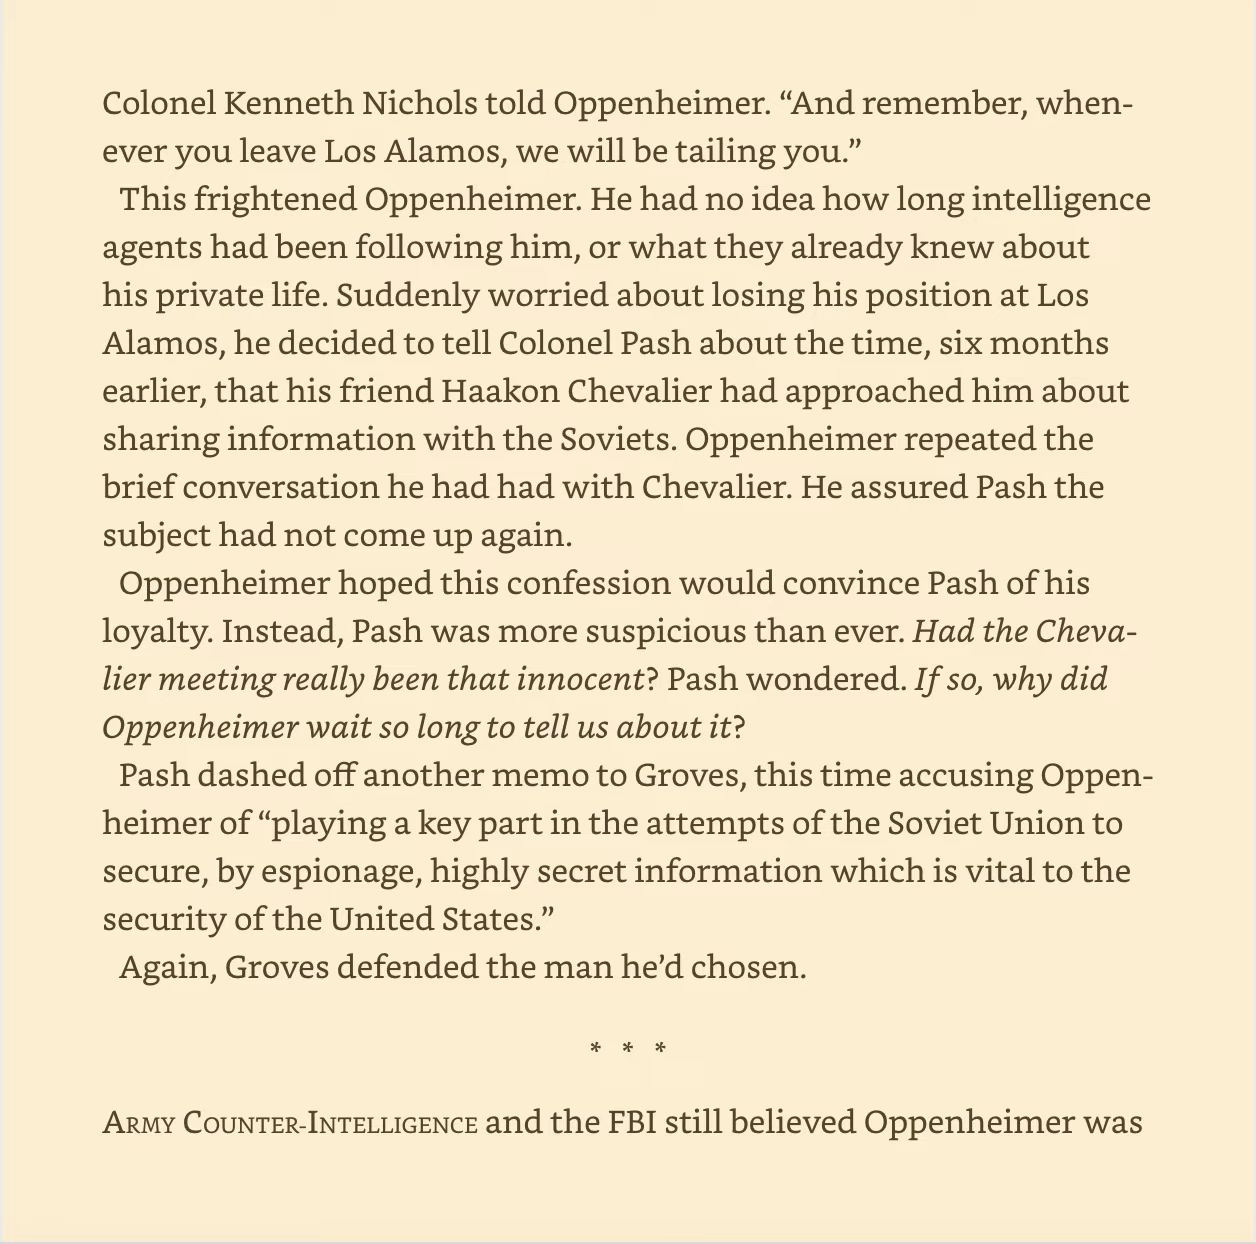 Colonel Kenneth Nichols told Oppenheimer. “And remember, when-
ever you leave Los Alamos, we will be tailing you.”
This frightened Oppenheimer. He had no idea how long intelligence
agents had been following him, or what they already knew about
his private life. Suddenly worried about losing his position at Los
Alamos, he decided to tell Colonel Pash about the time, six months
earlier, that his friend Haakon Chevalier had approached him about
sharing information with the Soviets. Oppenheimer repeated the
brief conversation he had had with Chevalier. He assured Pash the
subject had not come up again.
Oppenheimer hoped this confession would convince Pash of his
loyalty. Instead, Pash was more suspicious than ever. Had the Cheva-
lier meeting really been that innocent? Pash wondered. If so, why did
Oppenheimer wait so long to tell us about it?
Pash dashed off another memo to Groves, this time accusing Oppen-
heimer of “playing a key part in the attempts of the Soviet Union to
secure, by espionage, highly secret information which is vital to the
security of the United States.”
Again, Groves defended the man he’d chosen.
* * *
Army Counter-Intelligence and the FBI still believed Oppenheimer was